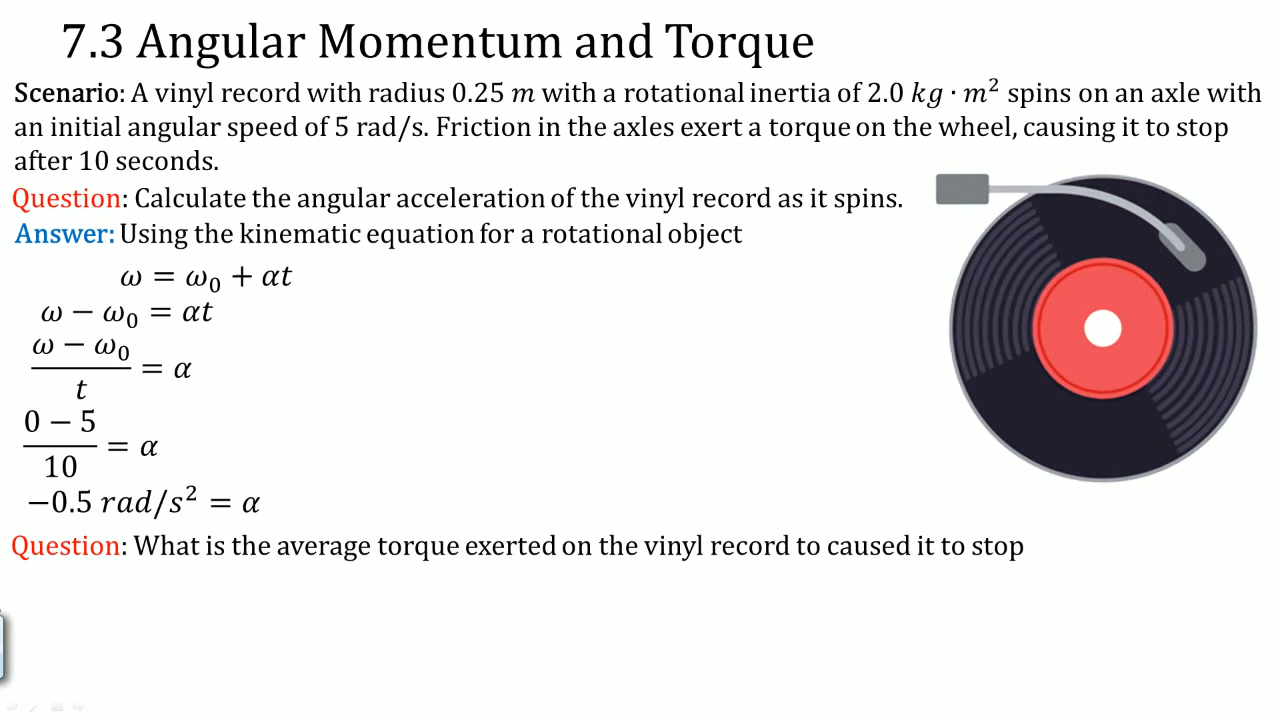 7.3 Angular Momentum and Torque
Scenario: A vinyl record with radius 0.25 m with a rotational inertia of 2.0 kg · m² spins on an axle with
an initial angular speed of 5 rad/s. Friction in the axles exert a torque on the wheel, causing it to stop
after 10 seconds.
Question: Calculate the angular acceleration of the vinyl record as it spins.
Answer: Using the kinematic equation for a rotational object
ω = ω₀ + αt
ω − ω₀ = αt
ω − ω₀
t
= α
0 − 5
10
= α
−0.5 rad/s² = α
Question: What is the average torque exerted on the vinyl record to caused it to stop